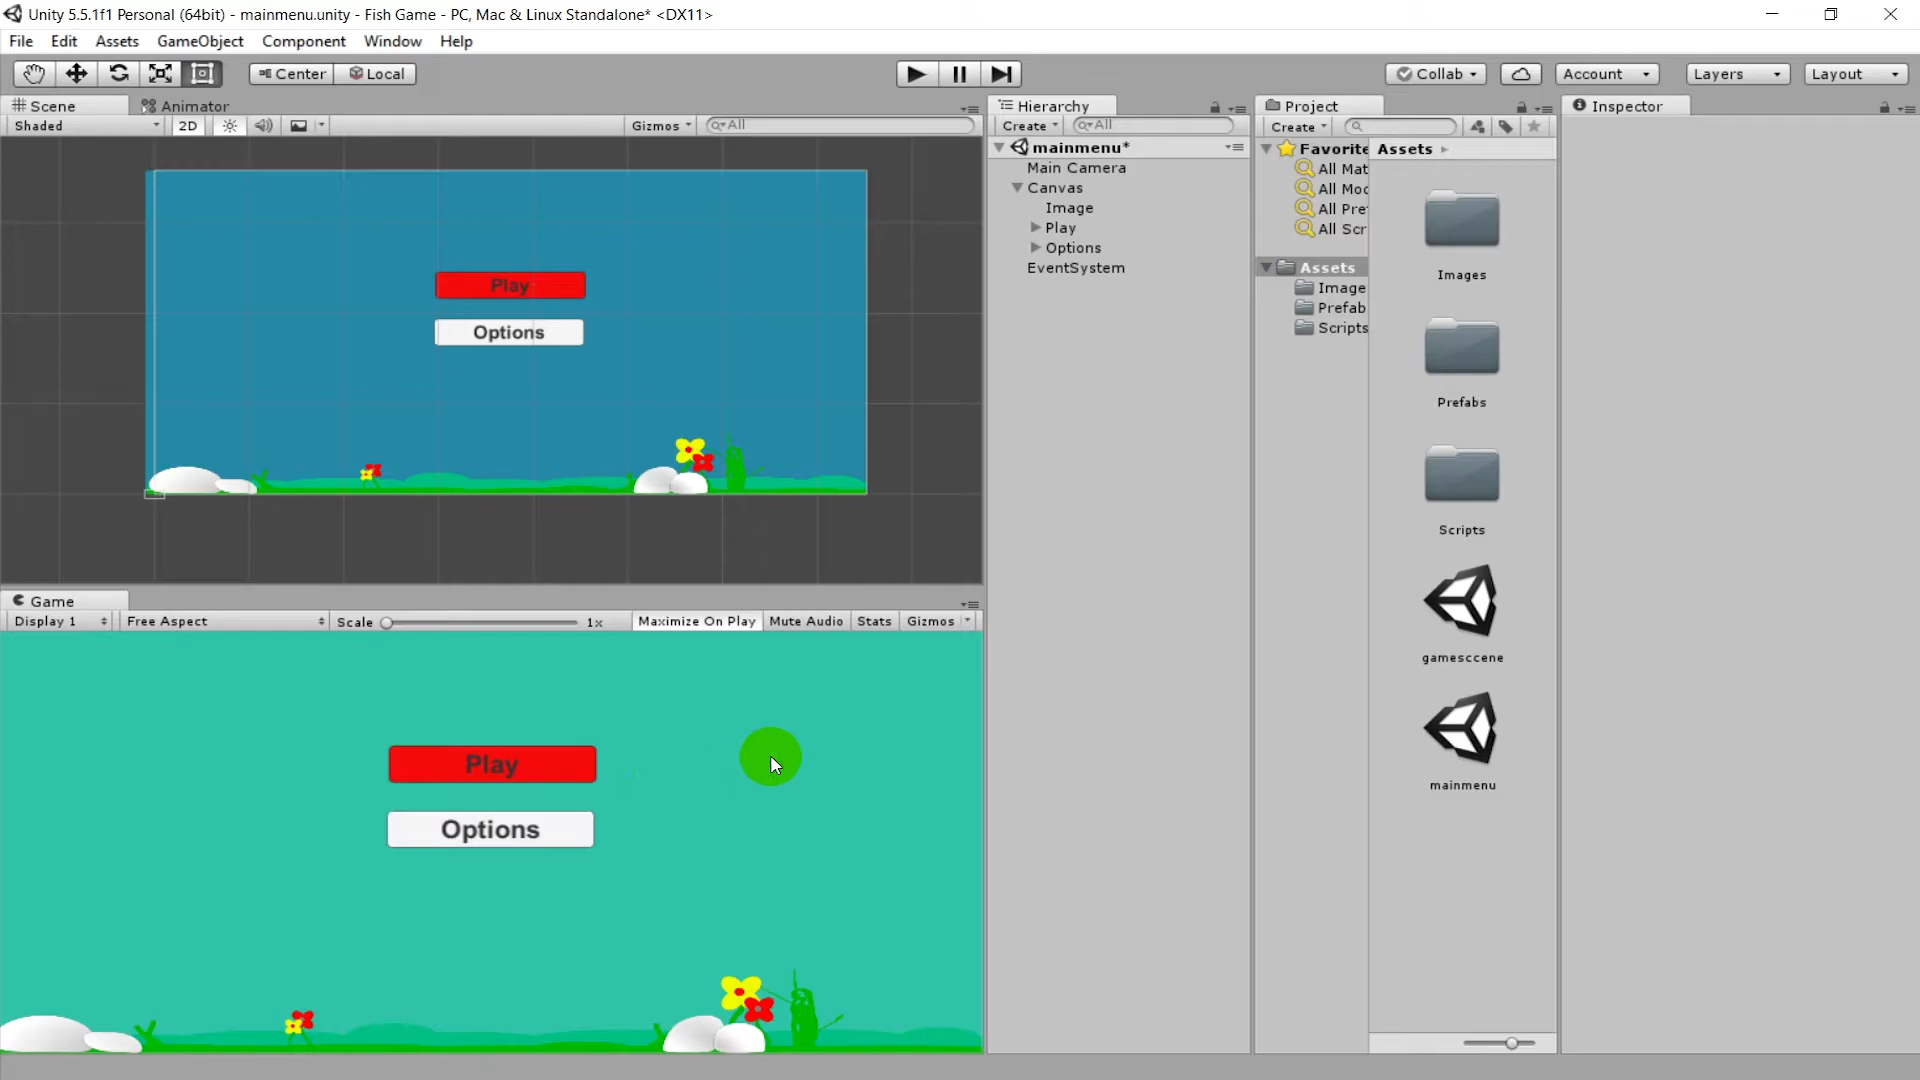 Unity 5.5.1f1 Personal (64bit) - mainmenu.unity - Fish Game - PC, Mac & Linux Standalone* <DX11>
File Edit Assets GameObject Component Window Help
Center Local Collab Account Layers Layout
Scene Animator
Shaded 2D Gizmos All
Play
Options
Game
Display 1 Free Aspect Scale 1x Maximize On Play Mute Audio Stats Gizmos
Play
Options
Hierarchy
Create All
mainmenu*
Main Camera
Canvas
Image
Play
Options
EventSystem
Project
Create
Favorite
All Mat
All Mod
All Pre
All Scr
Assets
Image
Prefab
Scripts
Assets
Images
Prefabs
Scripts
gamesccene
mainmenu
Inspector